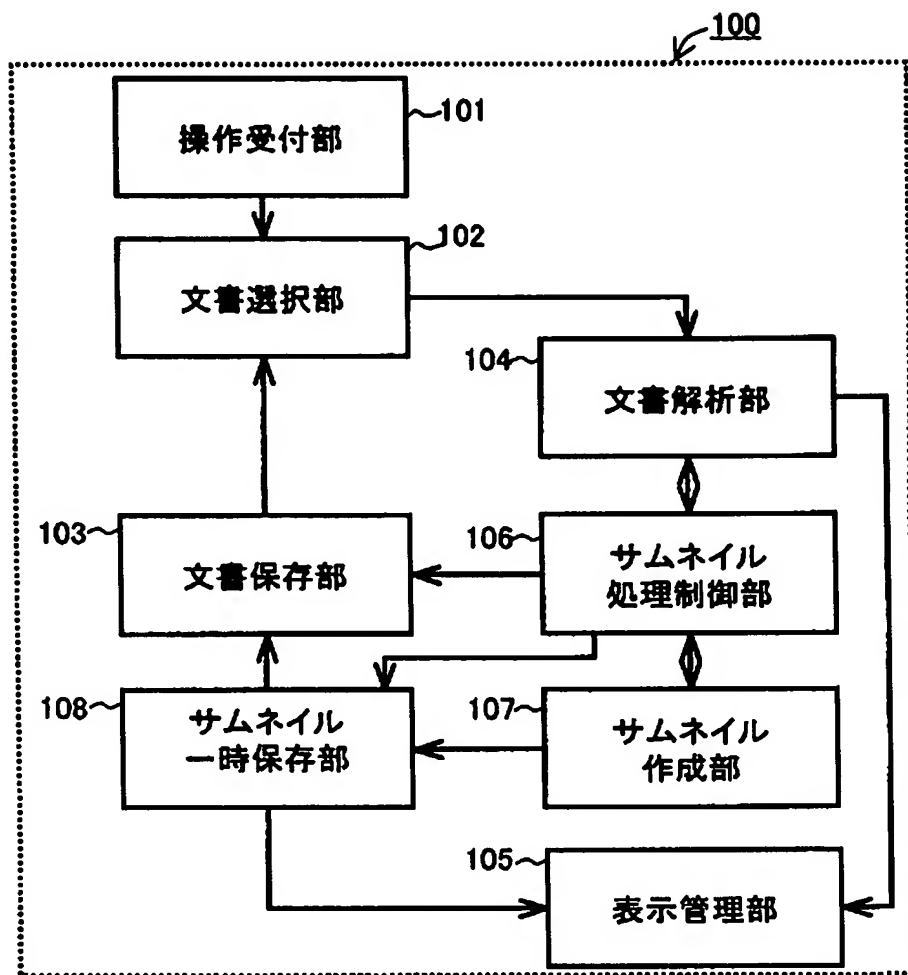 100
101
操作受付部
102
文書選択部
104
文書解析部
103
文書保存部
106
サムネイル
処理制御部
108
サムネイル
一時保存部
107
サムネイル
作成部
105
表示管理部